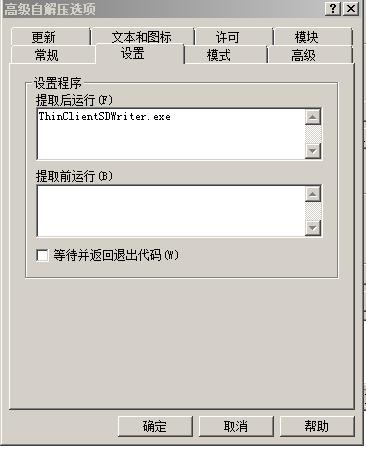 高级自解压选项
更新 文本和图标 许可 模块
常规 设置 模式 高级
设置程序
提取后运行(F)
ThinClientSDWriter.exe
提取前运行(B)
等待并返回退出代码(W)
确定 取消 帮助